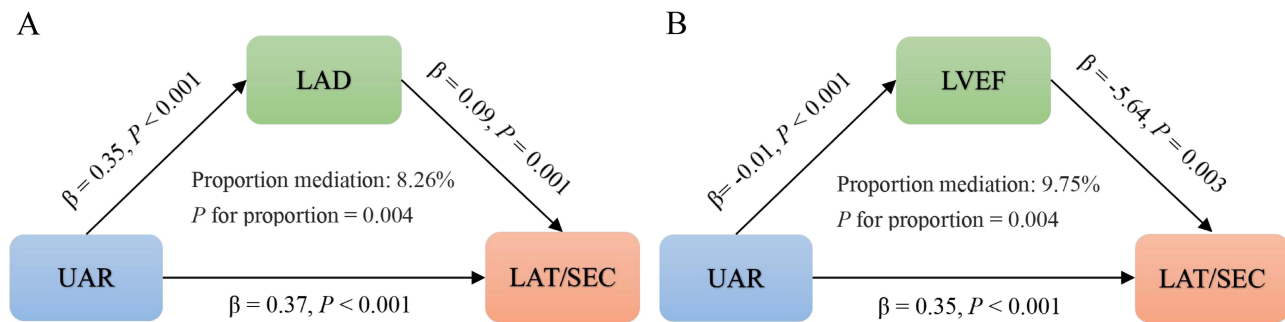 A
LAD
β = 0.35, P < 0.001
β = 0.09, P = 0.001
Proportion mediation: 8.26%
P for proportion = 0.004
UAR
LAT/SEC
β = 0.37, P < 0.001
B
LVEF
β= -0.01, P < 0.001
β = -5.64, P = 0.003
Proportion mediation: 9.75%
P for proportion = 0.004
UAR
LAT/SEC
β = 0.35, P < 0.001